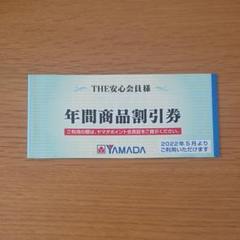 THE安心会員様
年間商品割引券
ご利用の際は、ヤマダポイント会員証をご提示ください。
YAMADA
2022年5月より
ご利用いただけます